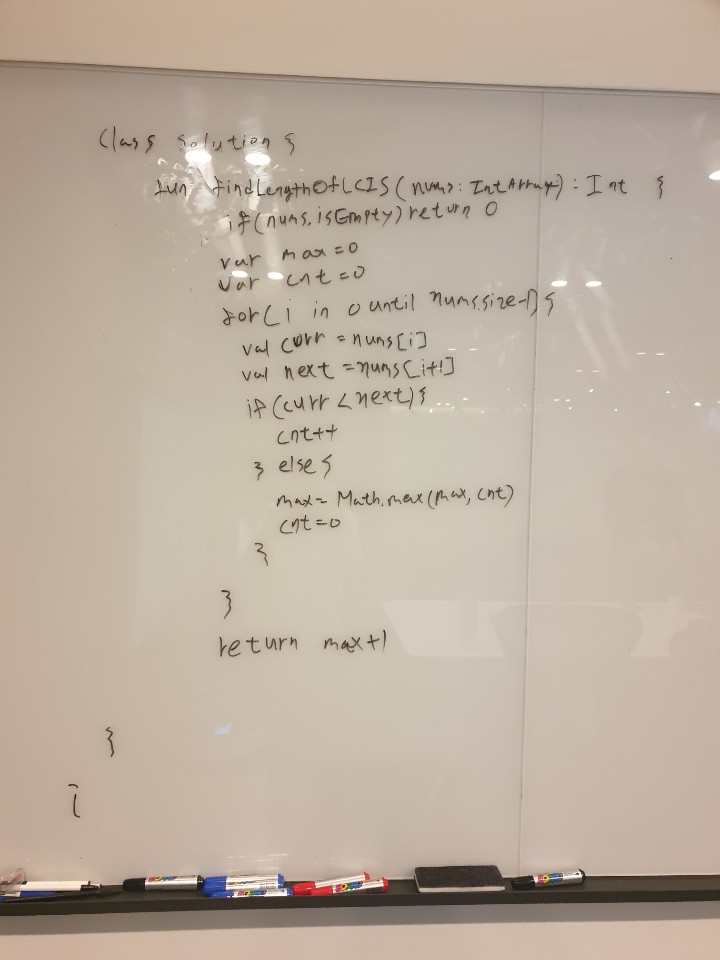 class Solution {
fun findLengthOfLCIS(nums: IntArray) : Int {
if(nums.isEmpty) return 0
var max=0
var cnt=0
for(i in 0 until nums.size-1){
val curr = nums[i]
val next = nums[i+1]
if(curr < next){
cnt++
} else {
max = Math.max(max, cnt)
cnt=0
}
}
return max+1
}